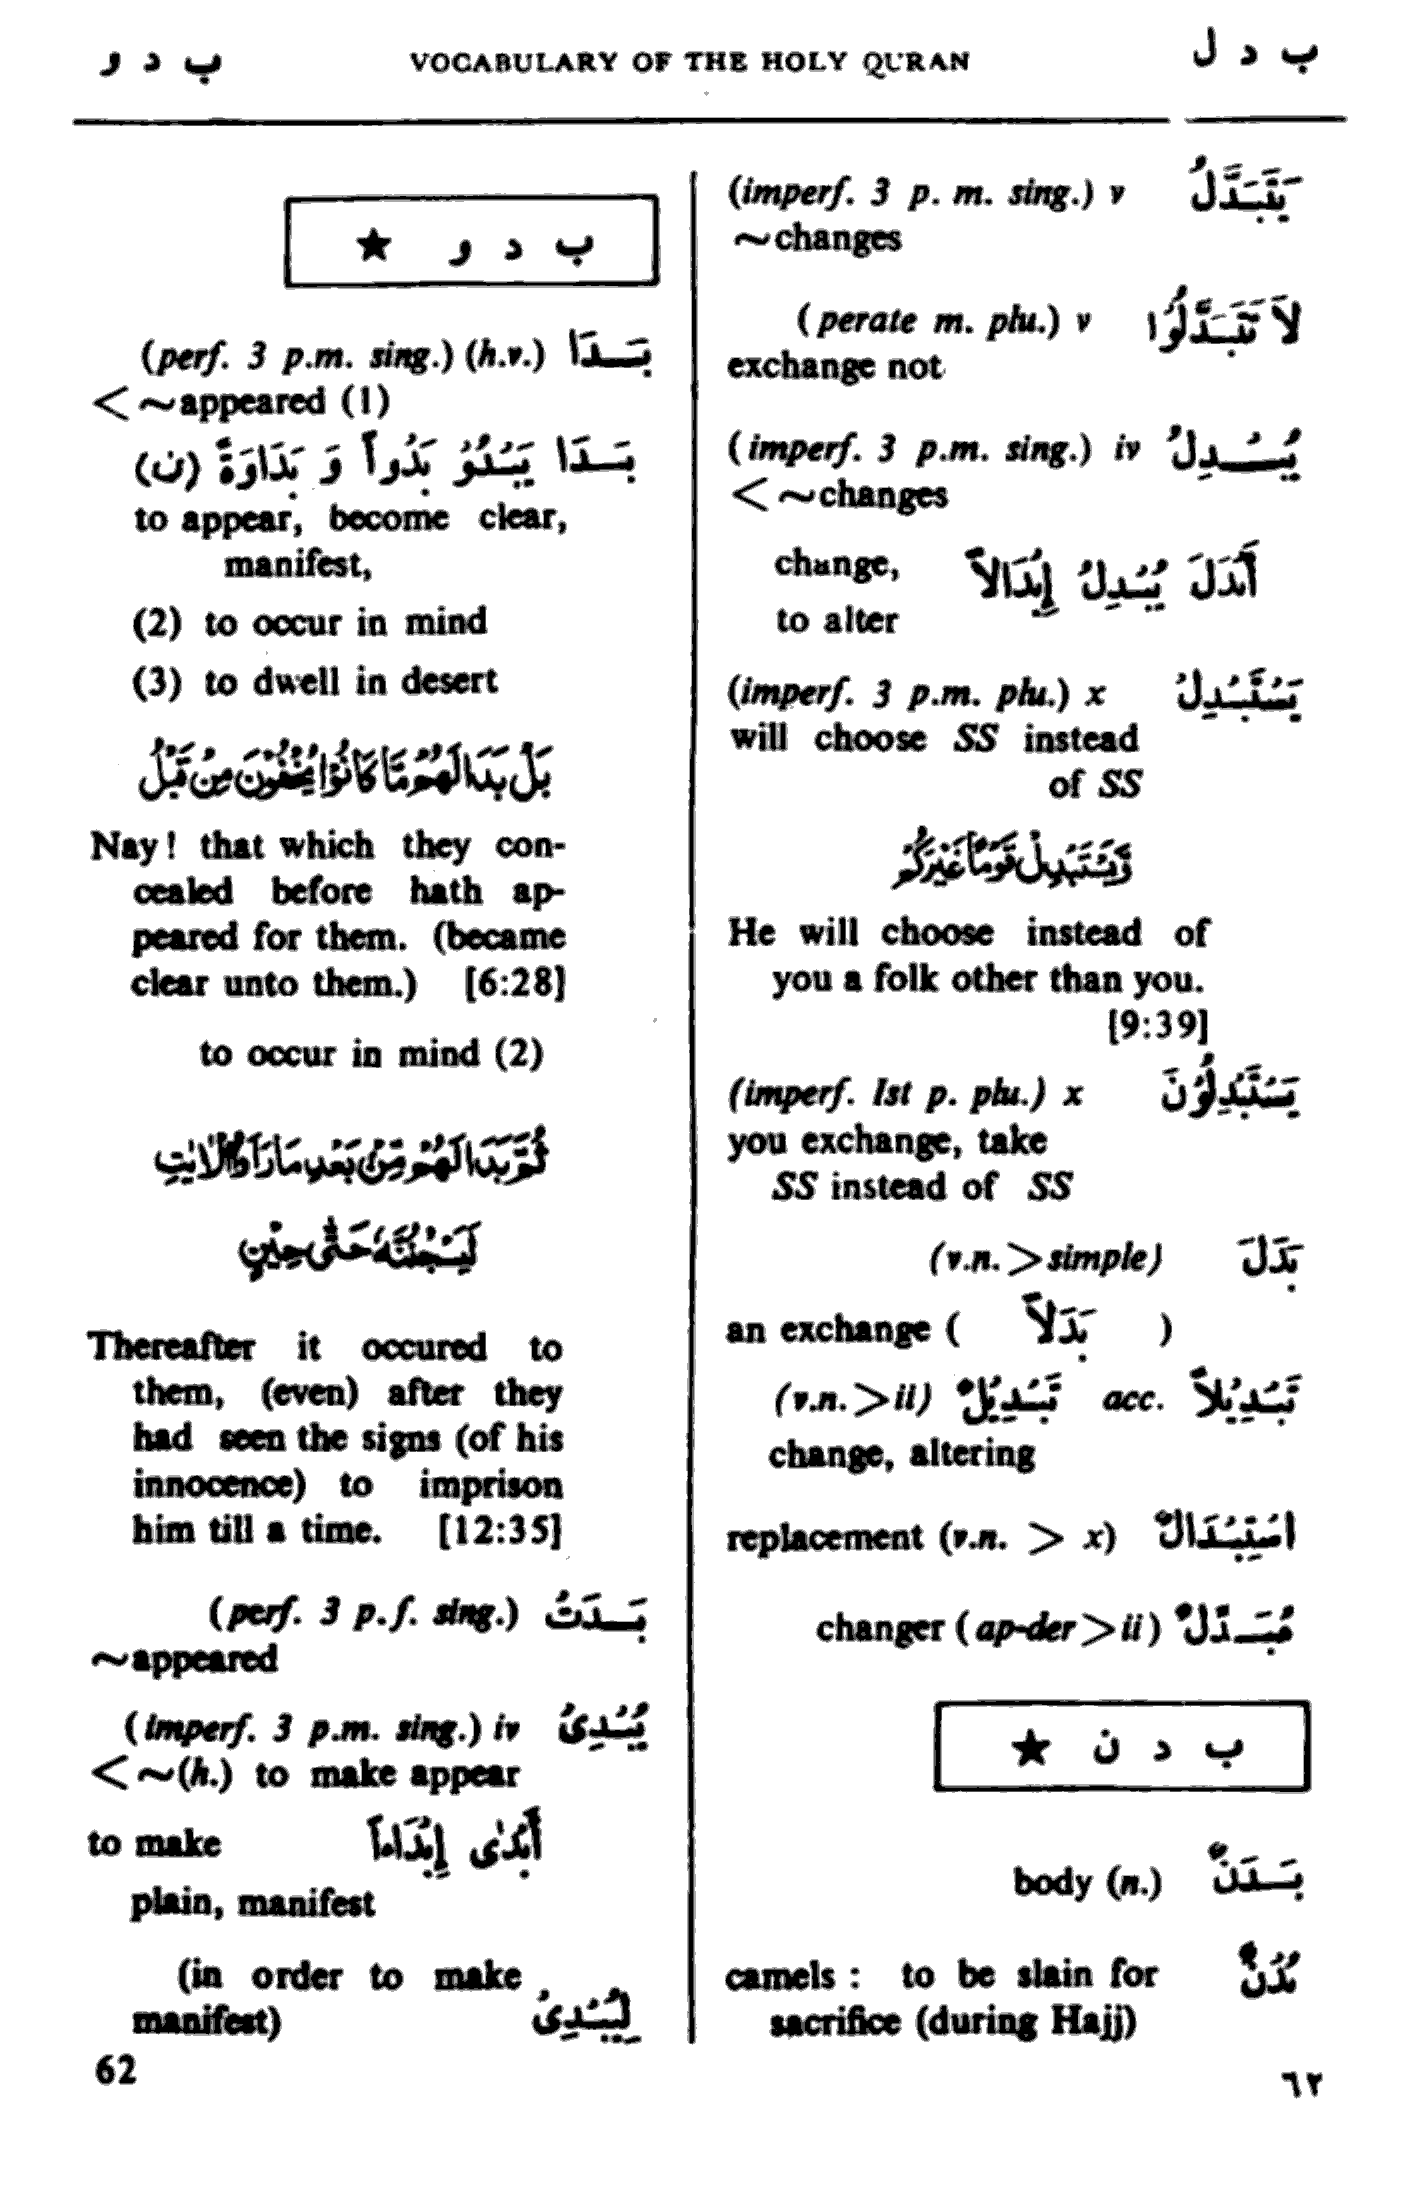 ب د ل VOCABULARY OF THE HOLY QURAN ب د و
(imperf. 3 p. m. sing.) v يَتَبَدَّلُ
~changes
( perate m. plu.) v لَا تَتَبَدَّلُوْا
exchange not
( imperf. 3 p.m. sing.) iv يُبْدِلُ
< ~changes
change, أَبْدَلَ يُبْدِلُ إِبْدَالاً
to alter
(imperf. 3 p.m. plu.) x يَسْتَبْدِلُ
will choose SS instead
of SS
وَّيَسْتَبْدِلْ قَوْمًا غَيْرَكُمْ
He will choose instead of
you a folk other than you.
[9:39]
(imperf. Ist p. plu.) x يَسْتَبْدِلُوْنَ
you exchange, take
SS instead of SS
(v.n. > simple) بَدَلَ
an exchange ( بَدَلاً )
(v.n. > ii) تَبْدِيْلٌ acc. تَبْدِيْلاً
change, altering
replacement (v.n. > x) اسْتِبْدَالٌ
changer ( ap-der > ii ) مُبَدِّلٌ
★ ب د ن
body (n.) بَدَنٌ
camels : to be slain for بُدْنٌ
sacrifice (during Hajj)
★ ب د و
(perf. 3 p.m. sing.) (h.v.) بَدَا
< ~appeared (1)
بَدَا يَبْدُوْ بَدْواً وَ بَدَاوَةً (ن)
to appear, become clear,
manifest,
(2) to occur in mind
(3) to dwell in desert
بَلْ بَدَا لَهُمْ مَّا كَانُوْا يُخْفُوْنَ مِنْ قَبْلُ
Nay ! that which they con-
cealed before hath ap-
peared for them. (became
clear unto them.) [6:28]
to occur in mind (2)
ثُمَّ بَدَا لَهُمْ مِّنْ بَعْدِ مَا رَاَوُا الْاٰيٰتِ
لَيَسْجُنُنَّهٗ حَتّٰى حِيْنٍ
Thereafter it occured to
them, (even) after they
had seen the signs (of his
innocence) to imprison
him till a time. [12:35]
(perf. 3 p.f. sing.) بَدَتْ
~appeared
( imperf. 3 p.m. sing.) iv يُبْدِىُ
< ~(h.) to make appear
to make أَبْدٰى إِبْدَاءاً
plain, manifest
(in order to make
manifest) لِيُبْدِىُ
62 ٦٢